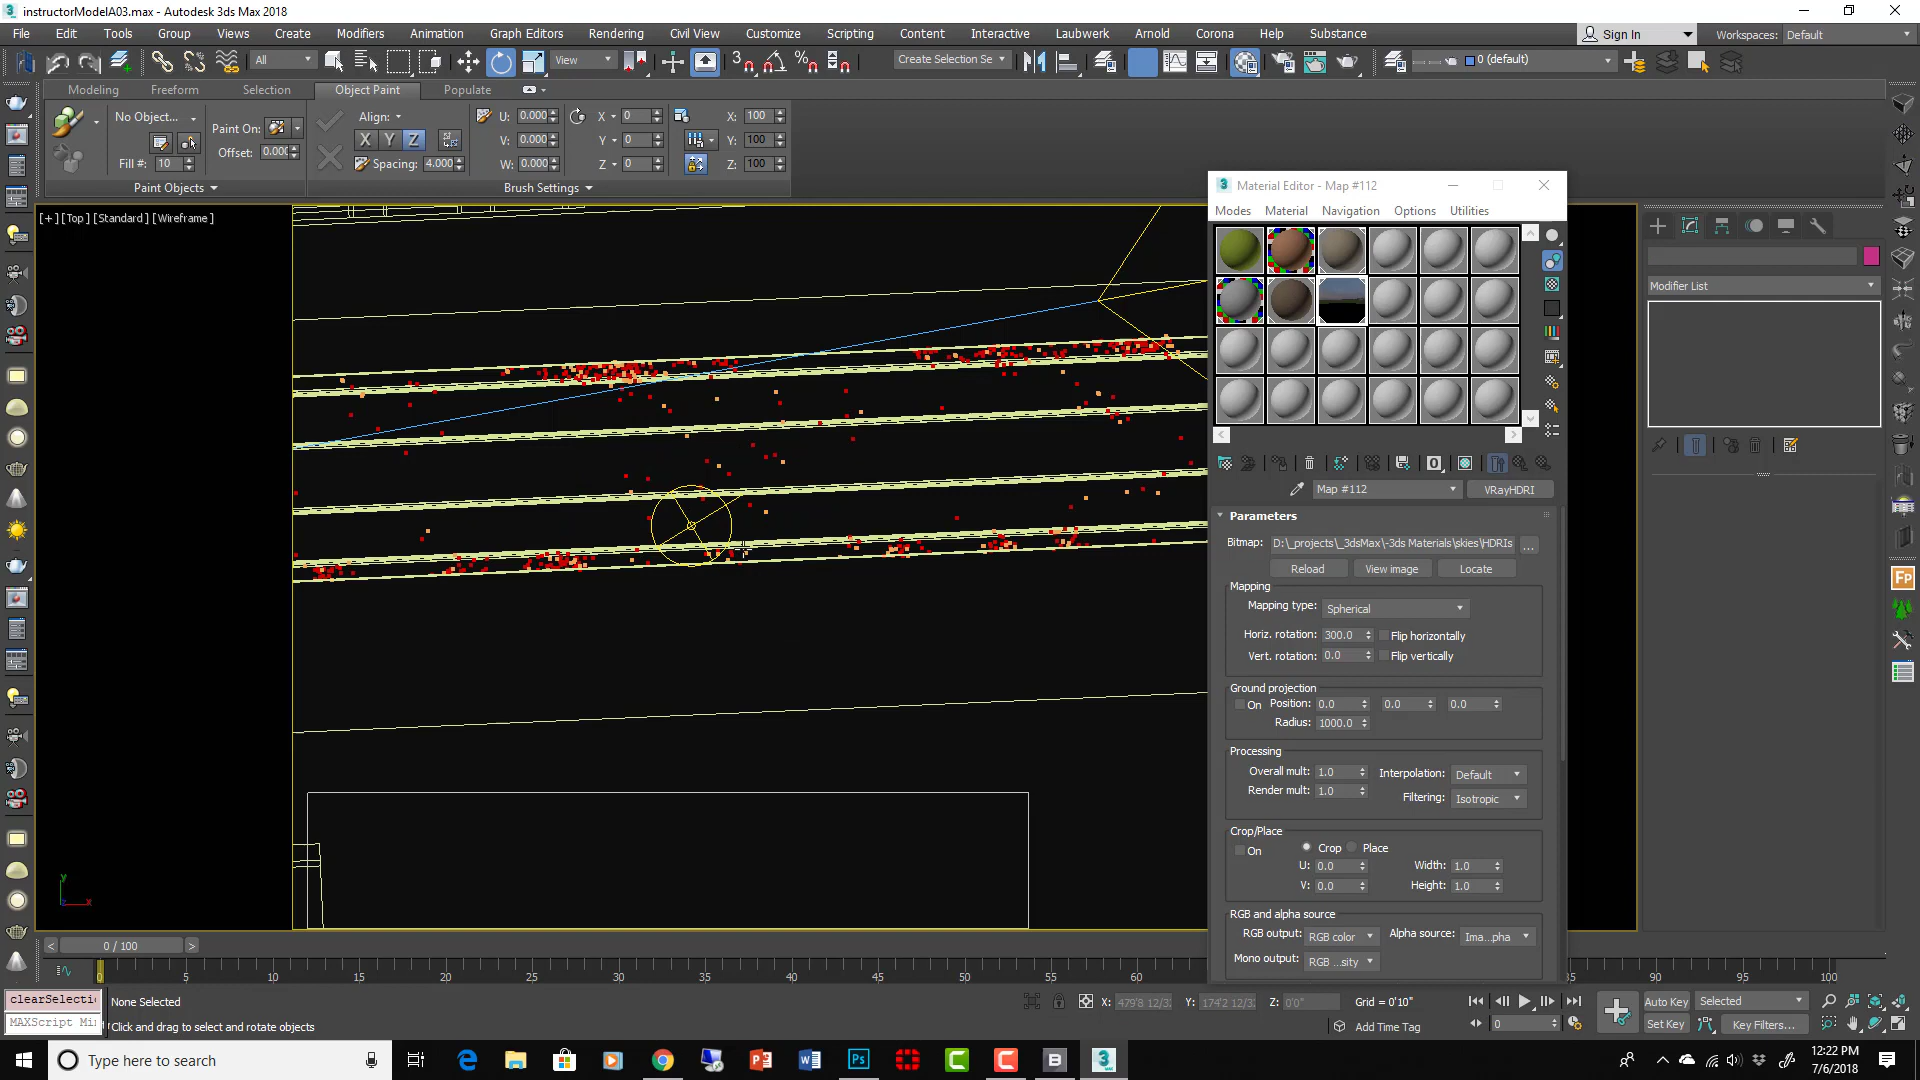 instructorModelA03.max - Autodesk 3ds Max 2018
File Edit Tools Group Views Create Modifiers Animation Graph Editors Rendering Civil View Customize Scripting Content Interactive Laubwerk Arnold Corona Help Substance Sign In Workspaces: Default
All View Create Selection Se 0 (default)
Modeling Freeform Selection Object Paint Populate
No Object... Paint On: Align: U: 0.000 X 0 X: 100
X Y Z V: 0.000 Y 0 Y: 100
Fill #: 10 Offset: 0.000 Spacing: 4.000 W: 0.000 Z 0 Z: 100
Paint Objects Brush Settings
[+] [Top] [Standard] [Wireframe]
Material Editor - Map #112
Modes Material Navigation Options Utilities
Modifier List
Map #112 VRayHDRI
Parameters
Bitmap: D:\_projects\_3dsMax\-3ds Materials\skies\HDRIs ...
Reload View image Locate
Mapping
Mapping type: Spherical
Horiz. rotation: 300.0 Flip horizontally
Vert. rotation: 0.0 Flip vertically
Ground projection
On Position: 0.0 0.0 0.0
Radius: 1000.0
Processing
Overall mult: 1.0 Interpolation: Default
Render mult: 1.0 Filtering: Isotropic
Crop/Place
On Crop Place
U: 0.0 Width: 1.0
V: 0.0 Height: 1.0
RGB and alpha source
RGB output: RGB color Alpha source: Ima...pha
Mono output: RGB ...sity
y
x
< 0 / 100 >
0 5 10 15 20 25 30 35 40 45 50 55 60 85 90 95 100
clearSelectio None Selected X: 479'8 12/3 Y: 174'2 12/3 Z: 0'0" Grid = 0'10" Auto Key Selected
MAXScript Mi Click and drag to select and rotate objects Add Time Tag 0 Set Key Key Filters...
Type here to search
12:22 PM
7/6/2018